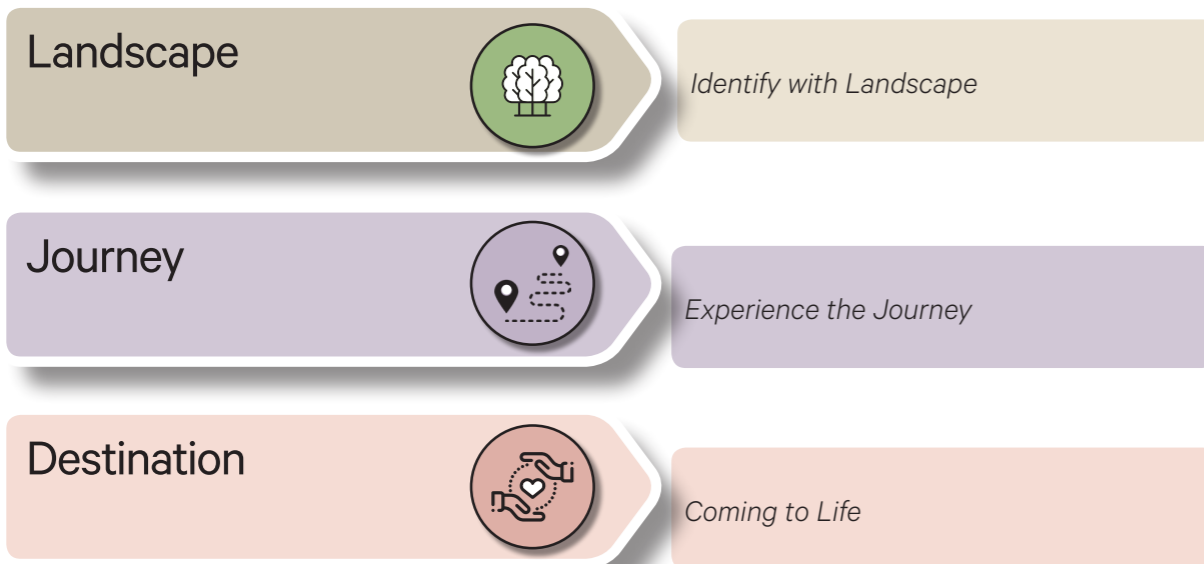 Landscape
Identify with Landscape
Journey
Experience the Journey
Destination
Coming to Life